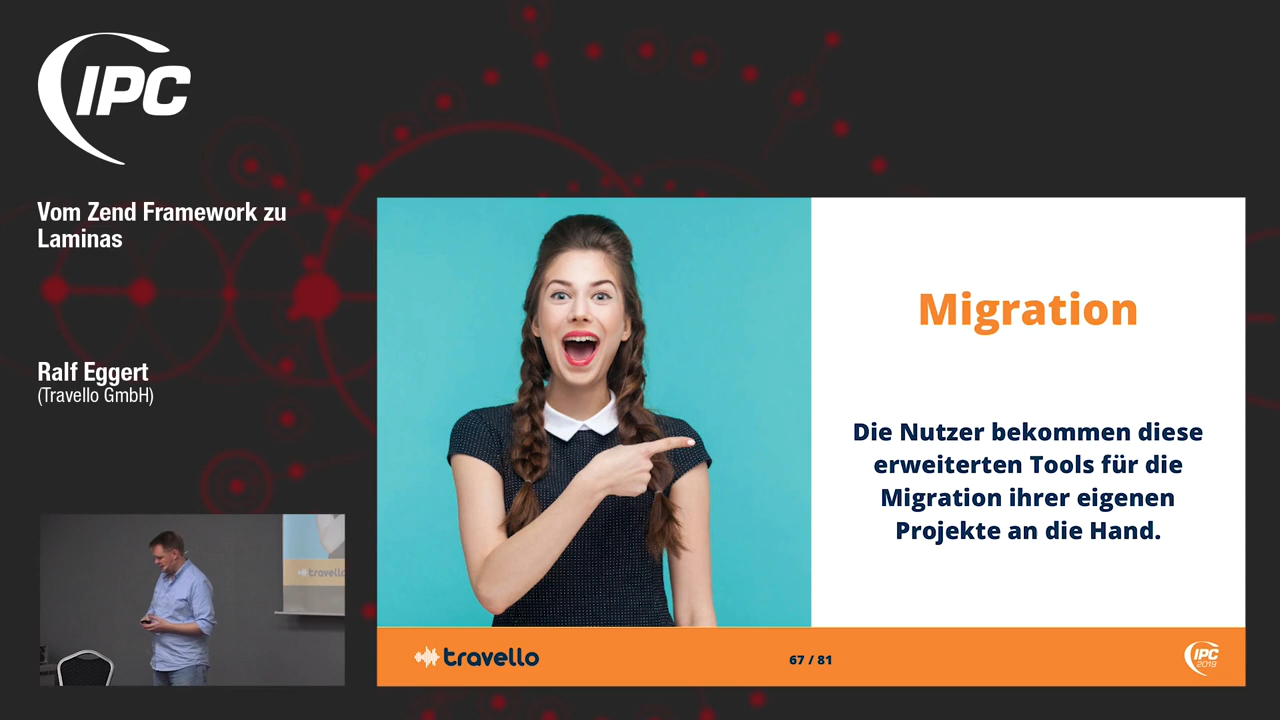 IPC
Vom Zend Framework zu
Laminas
Ralf Eggert
(Travello GmbH)
travello
Migration
Die Nutzer bekommen diese
erweiterten Tools für die
Migration ihrer eigenen
Projekte an die Hand.
travello
67 / 81
IPC
2019